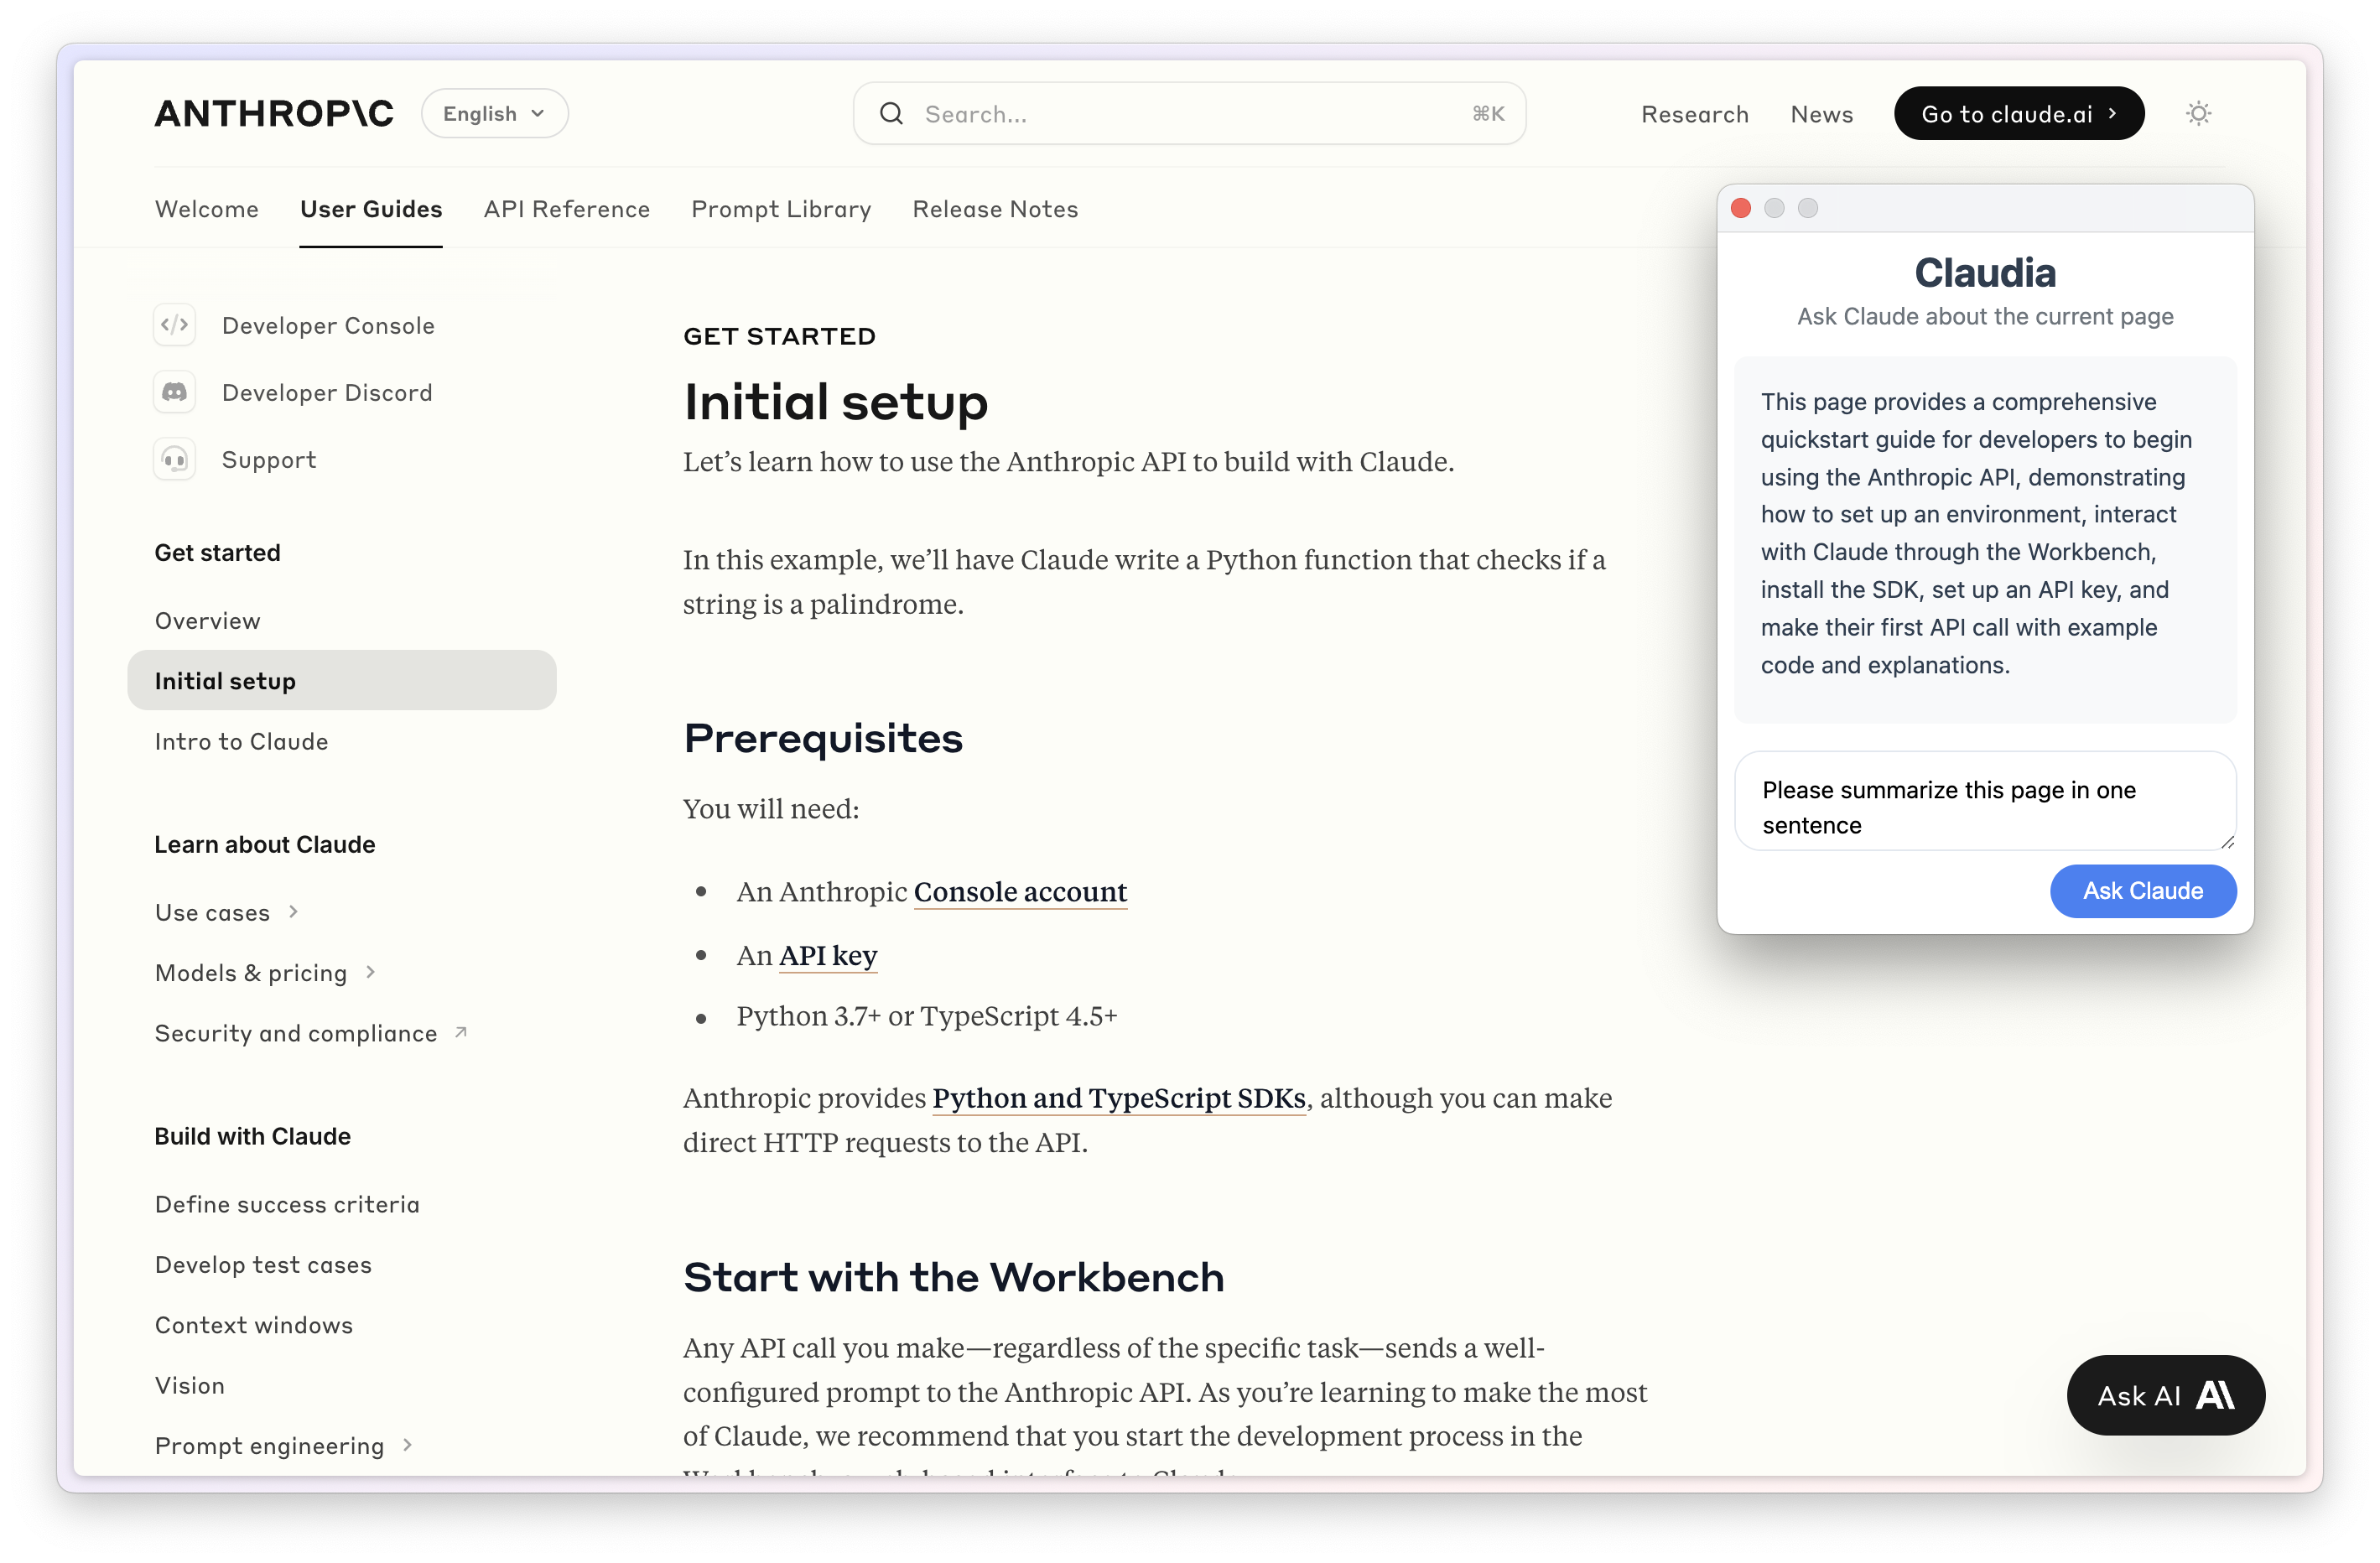 ANTHROP\C
English
Search...
⌘K
Research
News
Go to claude.ai
Welcome
User Guides
API Reference
Prompt Library
Release Notes
Developer Console
Developer Discord
Support
Get started
Overview
Initial setup
Intro to Claude
Learn about Claude
Use cases
Models & pricing
Security and compliance
Build with Claude
Define success criteria
Develop test cases
Context windows
Vision
Prompt engineering
GET STARTED
Initial setup
Let’s learn how to use the Anthropic API to build with Claude.
In this example, we’ll have Claude write a Python function that checks if a
string is a palindrome.
Prerequisites
You will need:
An Anthropic Console account
An API key
Python 3.7+ or TypeScript 4.5+
Anthropic provides Python and TypeScript SDKs, although you can make
direct HTTP requests to the API.
Start with the Workbench
Any API call you make—regardless of the specific task—sends a well-
configured prompt to the Anthropic API. As you’re learning to make the most
of Claude, we recommend that you start the development process in the
Claudia
Ask Claude about the current page
This page provides a comprehensive
quickstart guide for developers to begin
using the Anthropic API, demonstrating
how to set up an environment, interact
with Claude through the Workbench,
install the SDK, set up an API key, and
make their first API call with example
code and explanations.
Please summarize this page in one
sentence
Ask Claude
Ask AI A\